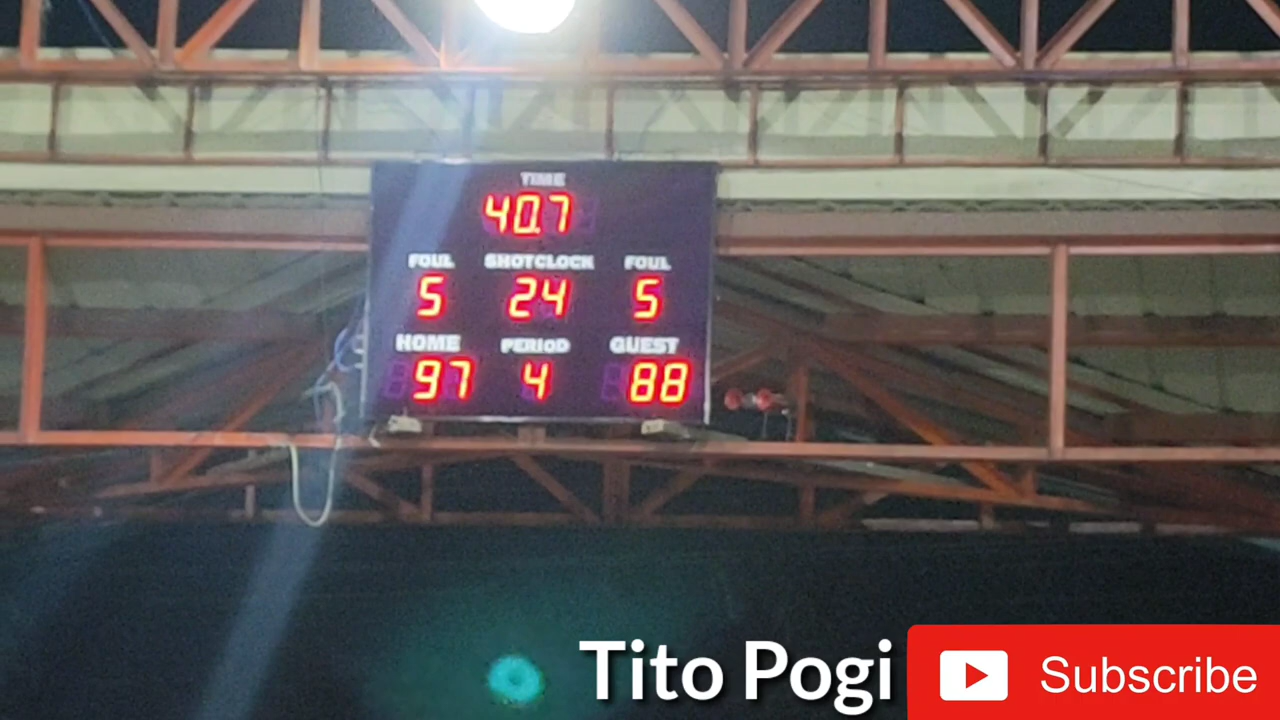 TIME
40.7
FOUL SHOTCLOCK FOUL
5 24 5
HOME PERIOD GUEST
97 4 88
Tito Pogi Subscribe